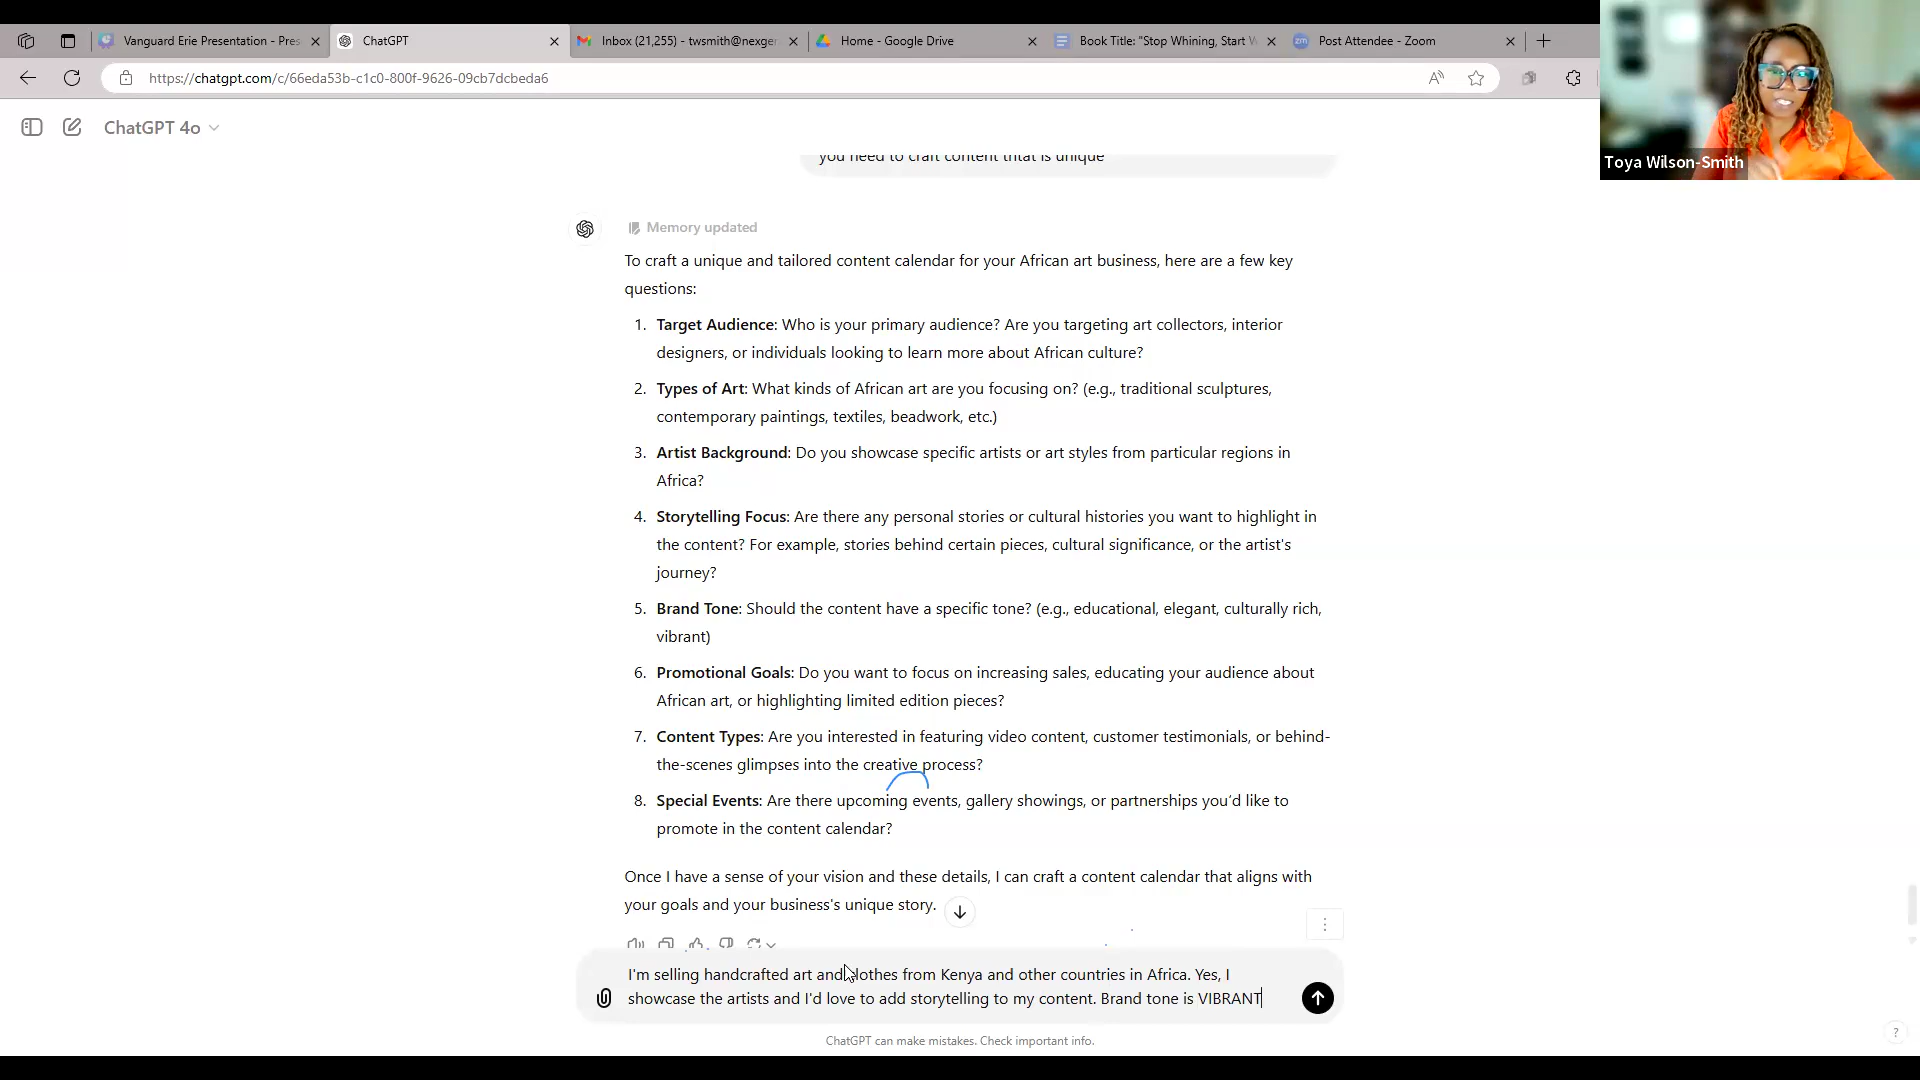 Vanguard Erie Presentation - Pres
ChatGPT
Inbox (21,255) - twsmith@nexger
Home - Google Drive
Book Title: "Stop Whining, Start W
Post Attendee - Zoom
https://chatgpt.com/c/66eda53b-c1c0-800f-9626-09cb7dcbeda6
Toya Wilson-Smith
ChatGPT 4o
you need to craft content thtat is unique
Memory updated
To craft a unique and tailored content calendar for your African art business, here are a few key
questions:
1. Target Audience: Who is your primary audience? Are you targeting art collectors, interior
designers, or individuals looking to learn more about African culture?
2. Types of Art: What kinds of African art are you focusing on? (e.g., traditional sculptures,
contemporary paintings, textiles, beadwork, etc.)
3. Artist Background: Do you showcase specific artists or art styles from particular regions in
Africa?
4. Storytelling Focus: Are there any personal stories or cultural histories you want to highlight in
the content? For example, stories behind certain pieces, cultural significance, or the artist's
journey?
5. Brand Tone: Should the content have a specific tone? (e.g., educational, elegant, culturally rich,
vibrant)
6. Promotional Goals: Do you want to focus on increasing sales, educating your audience about
African art, or highlighting limited edition pieces?
7. Content Types: Are you interested in featuring video content, customer testimonials, or behind-
the-scenes glimpses into the creative process?
8. Special Events: Are there upcoming events, gallery showings, or partnerships you'd like to
promote in the content calendar?
Once I have a sense of your vision and these details, I can craft a content calendar that aligns with
your goals and your business's unique story.
I'm selling handcrafted art and clothes from Kenya and other countries in Africa. Yes, I
showcase the artists and I'd love to add storytelling to my content. Brand tone is VIBRANT
ChatGPT can make mistakes. Check important info.
?